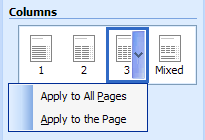 Columns
1 2 3 Mixed
Apply to All Pages
Apply to the Page